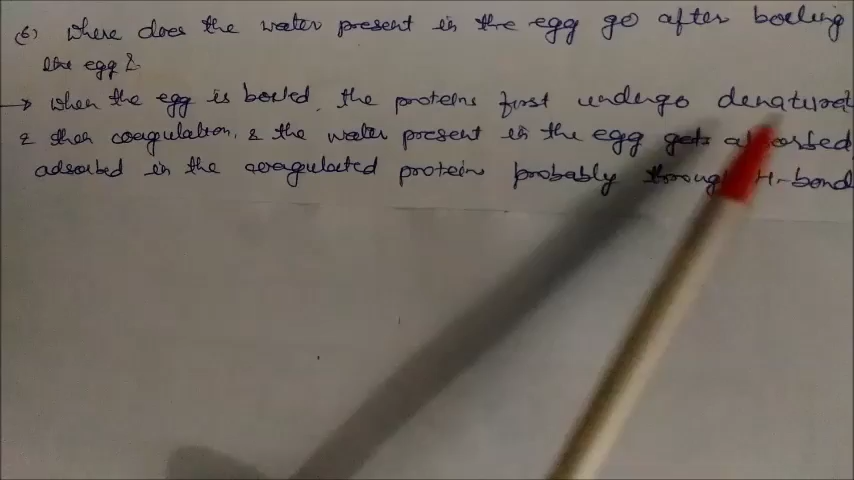 (6) where does the water present in the egg go after boiling
the egg?
→ when the egg is boiled, the proteins first undergo denaturat
& then coagulation, & the water present in the egg gets absorbed
adsorbed in the coagulated proteins probably through H-bond